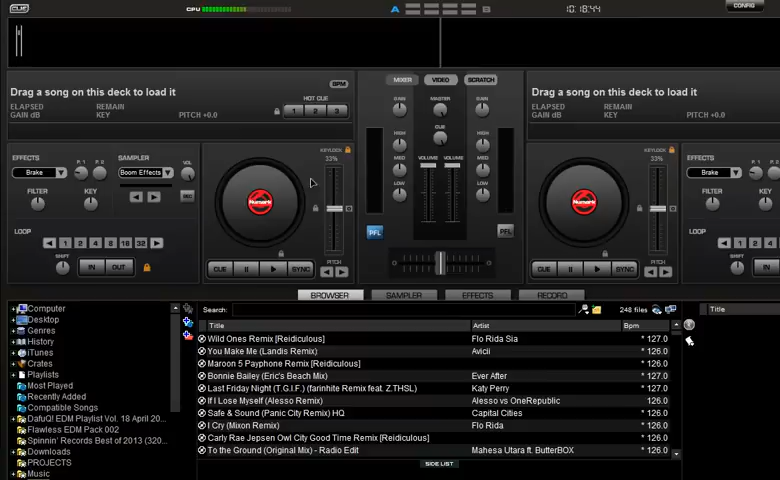 CUE
CPU
A
B
10:18:44
CONFIG
Drag a song on this deck to load it
BPM
ELAPSED REMAIN
GAIN dB KEY PITCH +0.0
HOT CUE
1 2 3
MIXER VIDEO SCRATCH
GAIN MASTER GAIN
CUE
HIGH HIGH
MED VOLUME VOLUME MED
LOW LOW
PFL PFL
Drag a song on this deck to load it
ELAPSED REMAIN
GAIN dB KEY PITCH +0.0
EFFECTS P. 1 P. 2 SAMPLER VOL
Brake Boom Effects
FILTER KEY REC
LOOP
1 2 4 8 16 32
SHIFT IN OUT
KEYLOCK
33%
Numark
PITCH
CUE SYNC
KEYLOCK
33%
Numark
PITCH
CUE SYNC
EFFECTS P. 1
Brake
FILTER KEY
LOOP
1 2 4 8
SHIFT IN OUT
BROWSER SAMPLER EFFECTS RECORD
Computer
Desktop
Genres
History
iTunes
Crates
Playlists
Most Played
Recently Added
Compatible Songs
DafuQ! EDM Playlist Vol. 18 April 20...
Flawless EDM Pack 002
Spinnin' Records Best of 2013 (320...
Downloads
PROJECTS
Music
Search: 248 files
Title Artist Bpm
Wild Ones Remix [Reidiculous] Flo Rida Sia * 127.0
You Make Me (Landis Remix) Avicii * 126.0
Maroon 5 Payphone Remix [Reidiculous] * 126.0
Bonnie Bailey (Eric's Beach Mix) Ever After * 126.0
Last Friday Night (T.G.I.F.) (farinhite Remix feat. Z.THSL) Katy Perry * 126.0
If I Lose Myself (Alesso Remix) Alesso vs OneRepublic * 126.0
Safe & Sound (Panic City Remix) HQ Capital Cities * 126.0
I Cry (Mixon Remix) Flo Rida * 126.0
Carly Rae Jepsen Owl City Good Time Remix [Reidiculous] * 126.0
To the Ground (Original Mix) - Radio Edit Mahesa Utara ft. ButterBOX * 126.0
SIDE LIST
Title